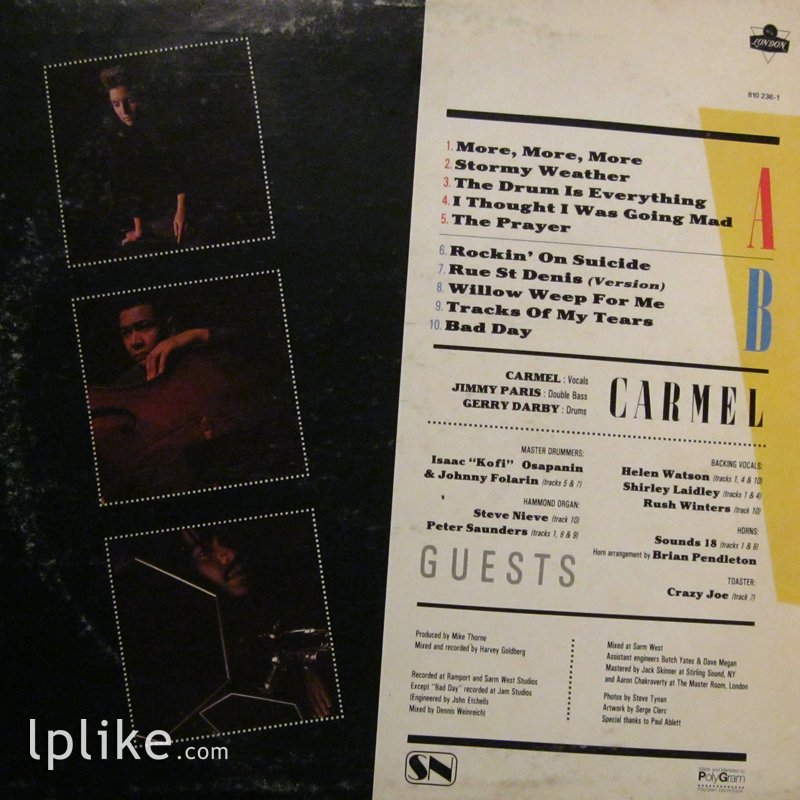 LONDON
810 236-1
1. More, More, More
2. Stormy Weather
3. The Drum Is Everything
4. I Thought I Was Going Mad
5. The Prayer
A
6. Rockin' On Suicide
7. Rue St Denis (Version)
8. Willow Weep For Me
9. Tracks Of My Tears
10. Bad Day
B
CARMEL : Vocals
JIMMY PARIS : Double Bass
GERRY DARBY : Drums
CARMEL
MASTER DRUMMERS:
Isaac "Kofi" Osapanin
& Johnny Folarin (tracks 5 & 7)
HAMMOND ORGAN:
Steve Nieve (track 10)
Peter Saunders (tracks 1, 8 & 9)
GUESTS
BACKING VOCALS:
Helen Watson (tracks 1, 4 & 10)
Shirley Laidley (tracks 1 & 4)
Rush Winters (track 10)
HORNS:
Sounds 18 (tracks 1 & 6)
Horn arrangement by Brian Pendleton
TOASTER:
Crazy Joe (track 7)
Produced by Mike Thorne
Mixed and recorded by Harvey Goldberg
Recorded at Ramport and Sarm West Studios
Except "Bad Day" recorded at Jam Studios
(Engineered by John Etchells
Mixed by Dennis Weinreich)
Mixed at Sarm West
Assistant engineers Butch Yates & Dave Megan
Mastered by Jack Skinner at Stirling Sound, NY
and Aaron Chakraverty at The Master Room, London
Photos by Steve Tynan
Artwork by Serge Clerc
Special thanks to Paul Ablett
SN
Made and Marketed by
PolyGram
lplike.com